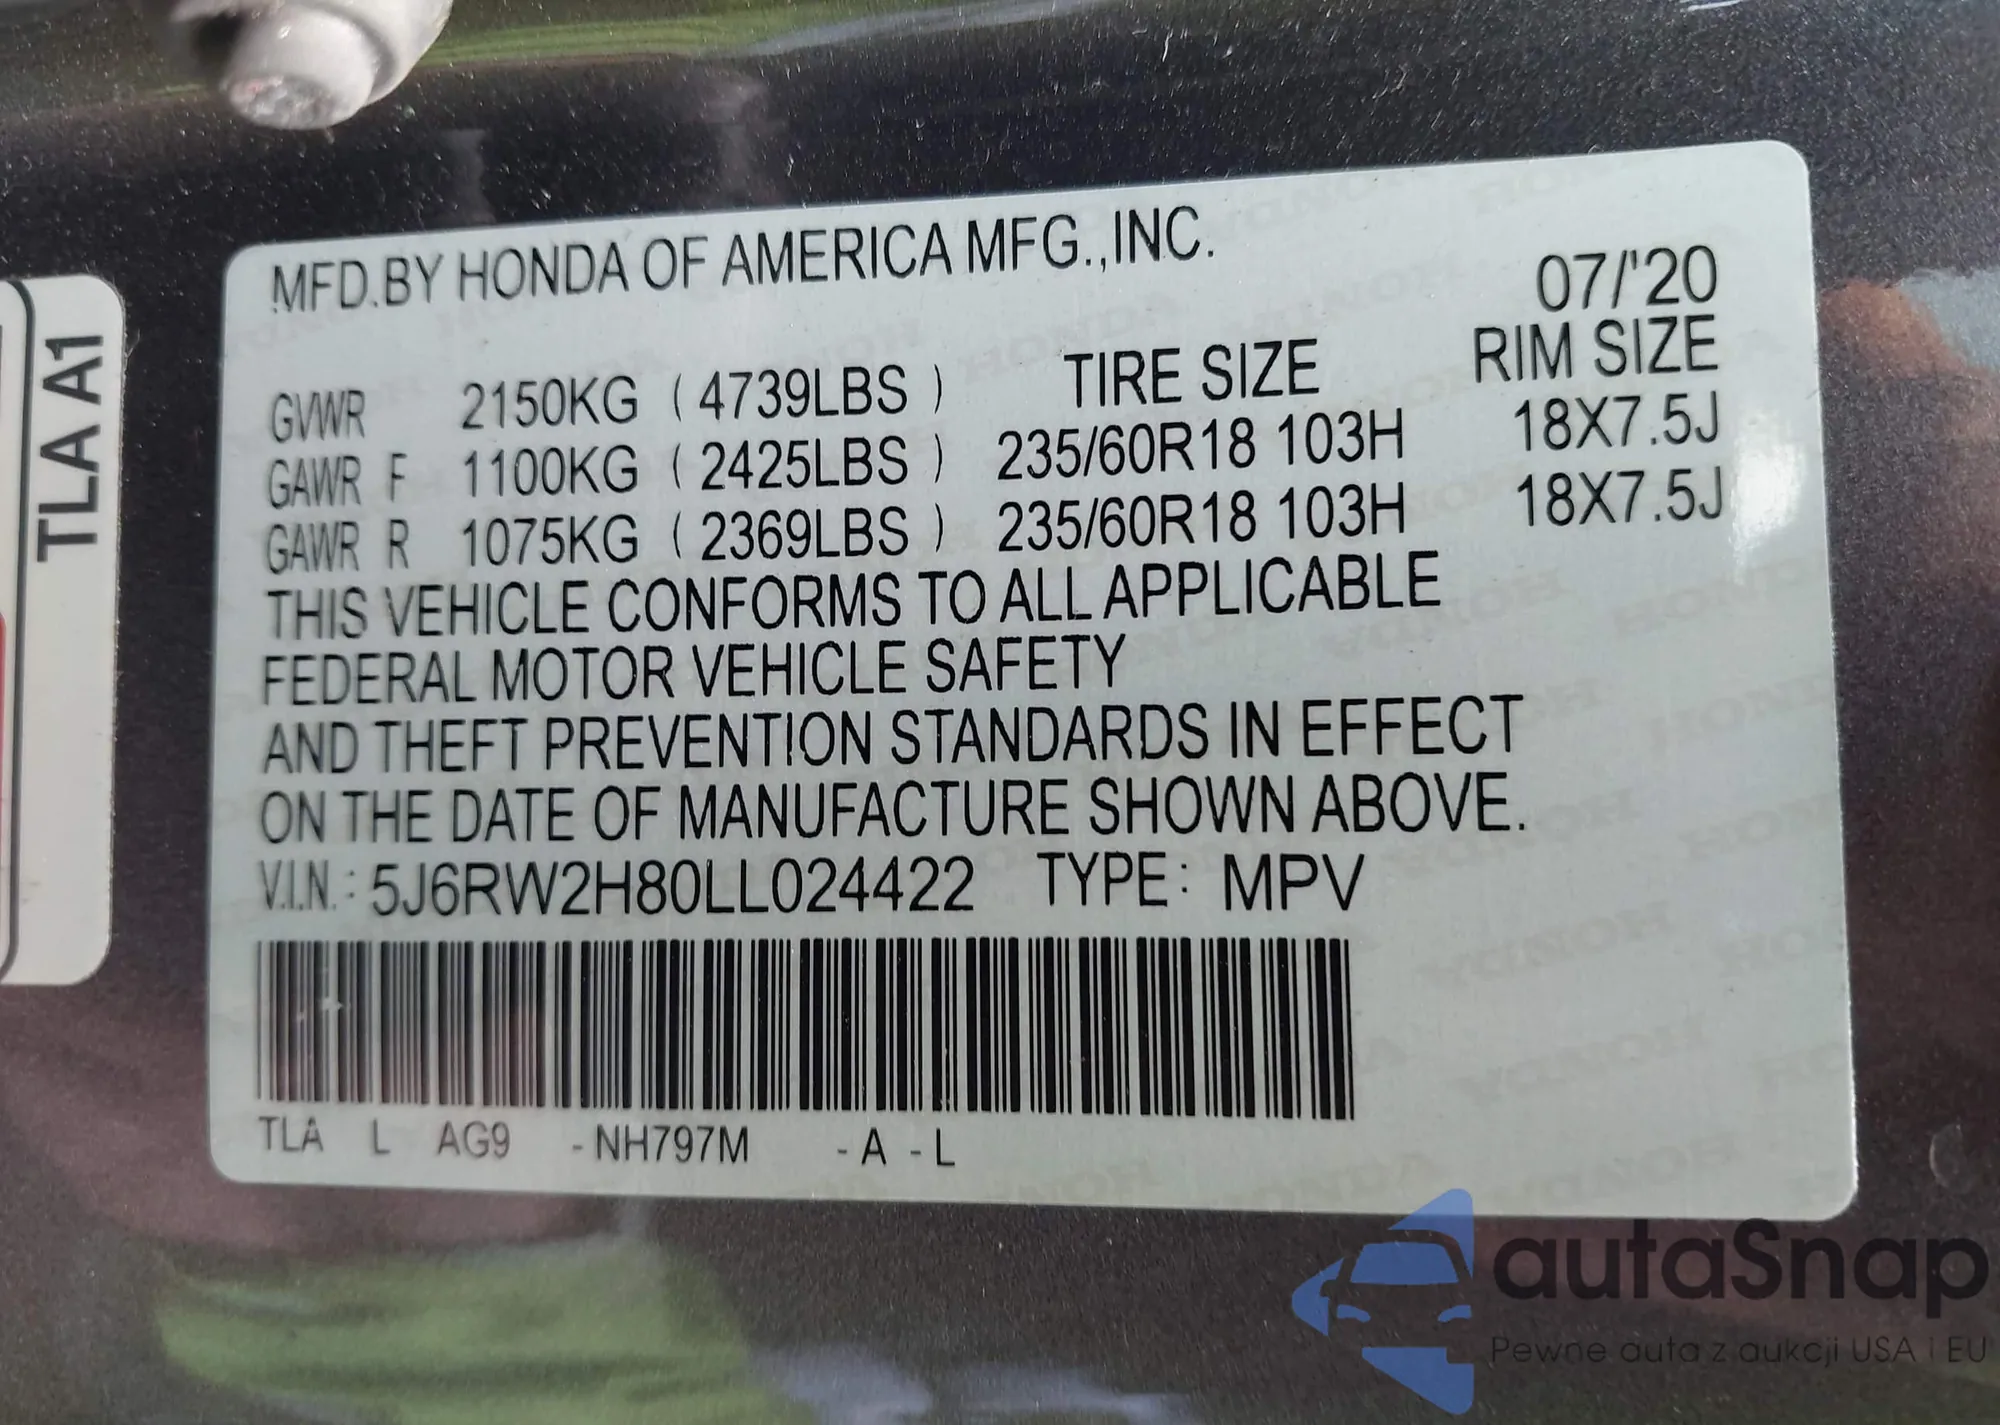 TLA A1
MFD.BY HONDA OF AMERICA MFG.,INC.
07/'20
GVWR 2150KG ( 4739LBS ) TIRE SIZE RIM SIZE
GAWR F 1100KG ( 2425LBS ) 235/60R18 103H 18X7.5J
GAWR R 1075KG ( 2369LBS ) 235/60R18 103H 18X7.5J
THIS VEHICLE CONFORMS TO ALL APPLICABLE
FEDERAL MOTOR VEHICLE SAFETY
AND THEFT PREVENTION STANDARDS IN EFFECT
ON THE DATE OF MANUFACTURE SHOWN ABOVE.
V.I.N.: 5J6RW2H80LL024422 TYPE: MPV
TLA L AG9 -NH797M -A -L
autaSnap
Pewne auta z aukcji USA i EU